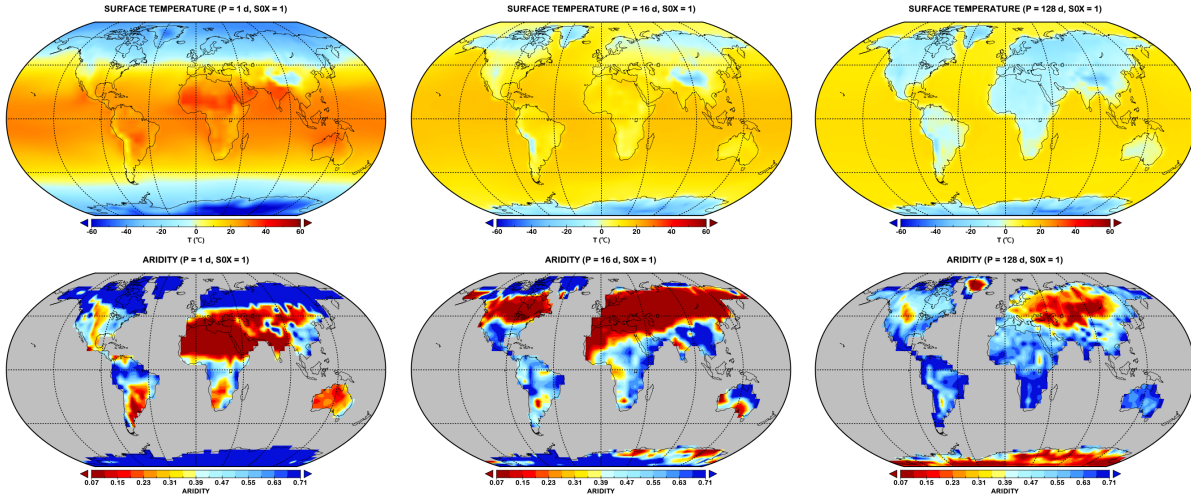 SURFACE TEMPERATURE (P = 1 d, S0X = 1)
SURFACE TEMPERATURE (P = 16 d, S0X = 1)
SURFACE TEMPERATURE (P = 128 d, S0X = 1)
-60 -40 -20 0 20 40 60
T (°C)
-60 -40 -20 0 20 40 60
T (°C)
-60 -40 -20 0 20 40 60
T (°C)
ARIDITY (P = 1 d, S0X = 1)
ARIDITY (P = 16 d, S0X = 1)
ARIDITY (P = 128 d, S0X = 1)
0.07 0.15 0.23 0.31 0.39 0.47 0.55 0.63 0.71
ARIDITY
0.07 0.15 0.23 0.31 0.39 0.47 0.55 0.63 0.71
ARIDITY
0.07 0.15 0.23 0.31 0.39 0.47 0.55 0.63 0.71
ARIDITY